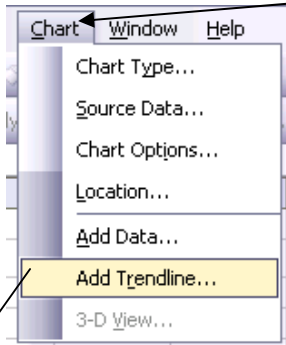 Chart Window Help
Chart Type...
Source Data...
Chart Options...
Location...
Add Data...
Add Trendline...
3-D View...